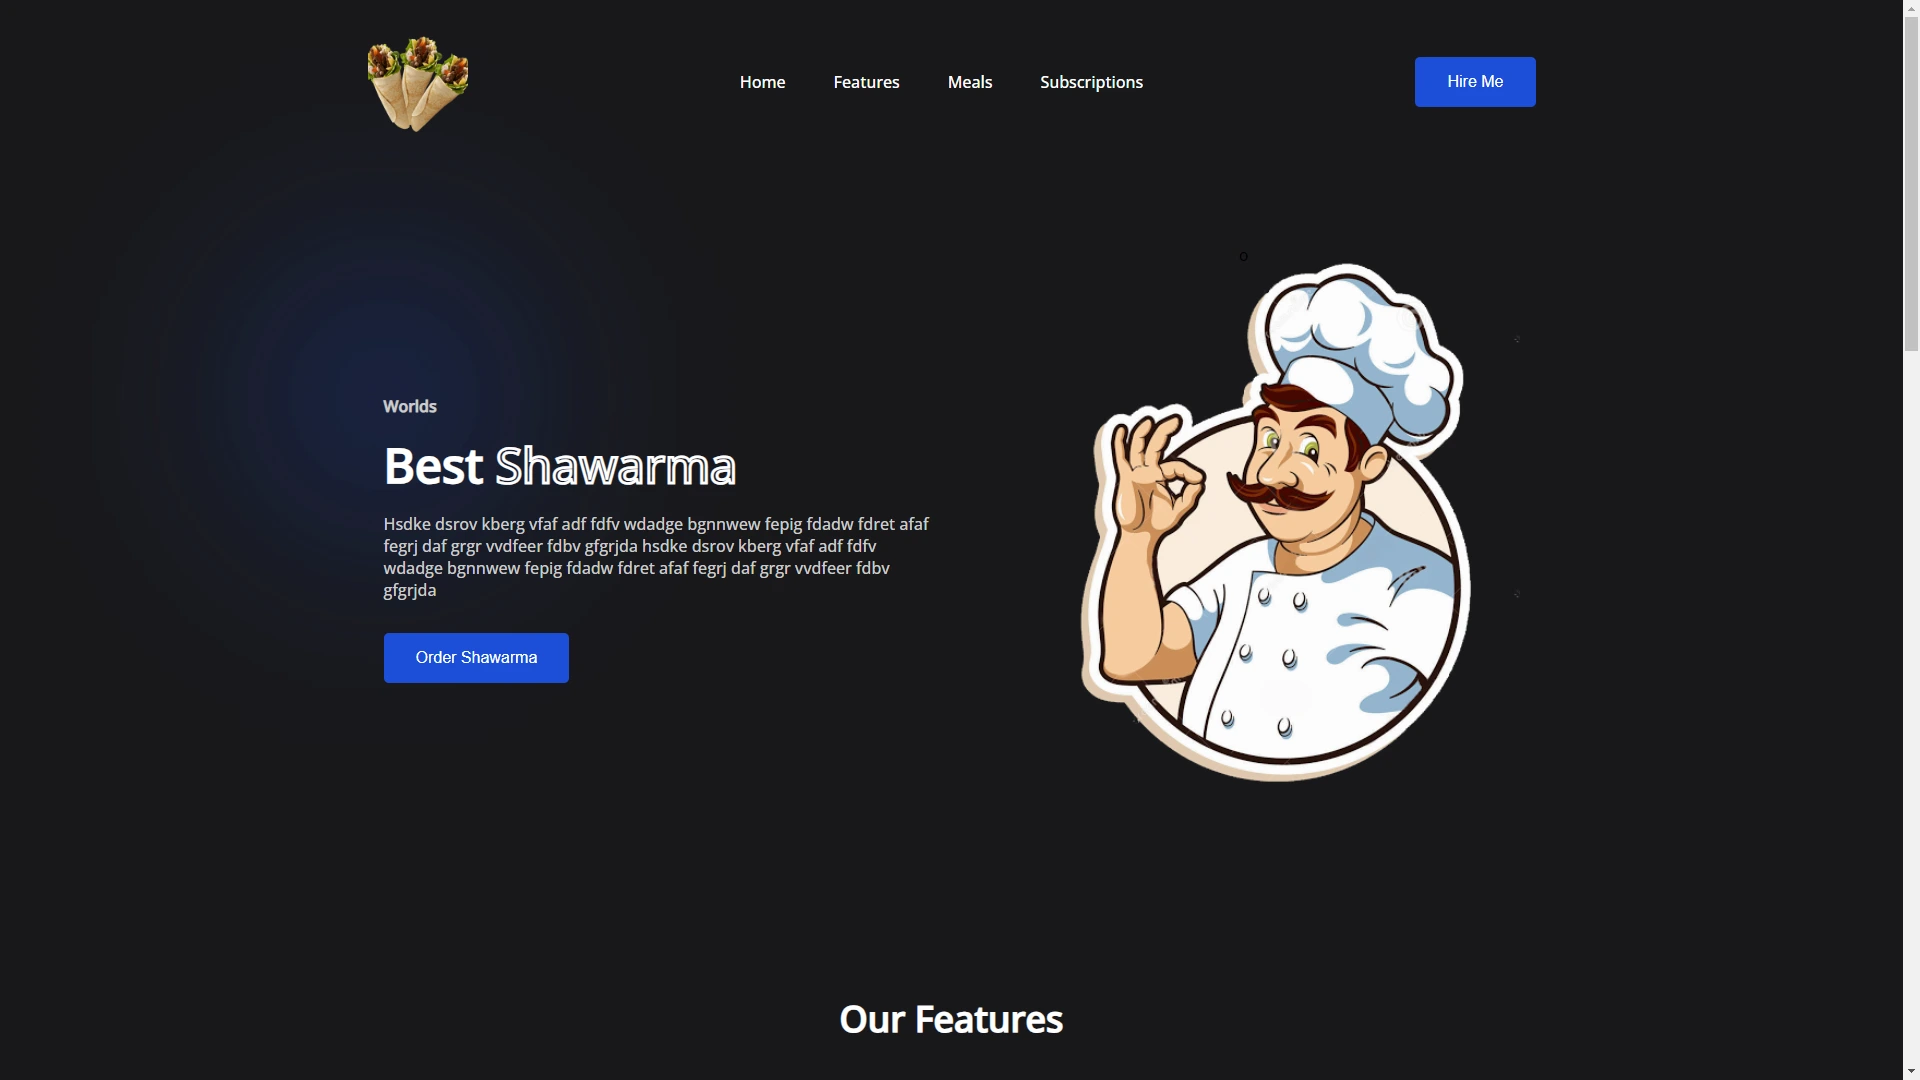 Home Features Meals Subscriptions Hire Me
Worlds
Best Shawarma
Hsdke dsrov kberg vfaf adf fdfv wdadge bgnnwew fepig fdadw fdret afaf
fegrj daf grgr vvdfeer fdbv gfgrjda hsdke dsrov kberg vfaf adf fdfv
wdadge bgnnwew fepig fdadw fdret afaf fegrj daf grgr vvdfeer fdbv
gfgrjda
Order Shawarma
Our Features